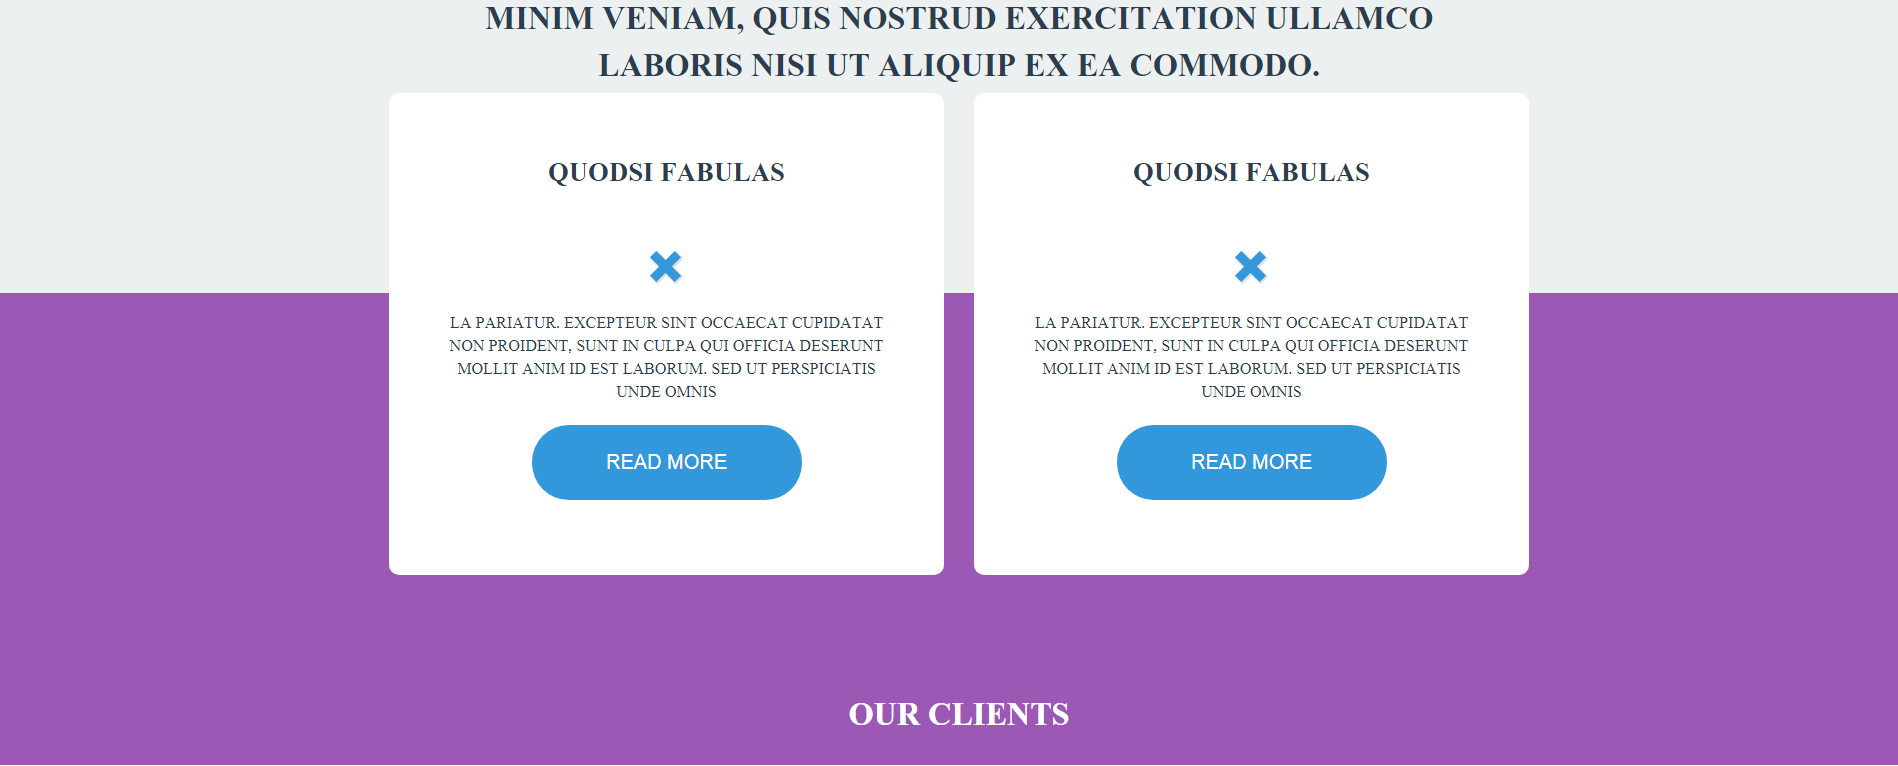 MINIM VENIAM, QUIS NOSTRUD EXERCITATION ULLAMCO
LABORIS NISI UT ALIQUIP EX EA COMMODO.
QUODSI FABULAS
LA PARIATUR. EXCEPTEUR SINT OCCAECAT CUPIDATAT
NON PROIDENT, SUNT IN CULPA QUI OFFICIA DESERUNT
MOLLIT ANIM ID EST LABORUM. SED UT PERSPICIATIS
UNDE OMNIS
READ MORE
QUODSI FABULAS
LA PARIATUR. EXCEPTEUR SINT OCCAECAT CUPIDATAT
NON PROIDENT, SUNT IN CULPA QUI OFFICIA DESERUNT
MOLLIT ANIM ID EST LABORUM. SED UT PERSPICIATIS
UNDE OMNIS
READ MORE
OUR CLIENTS